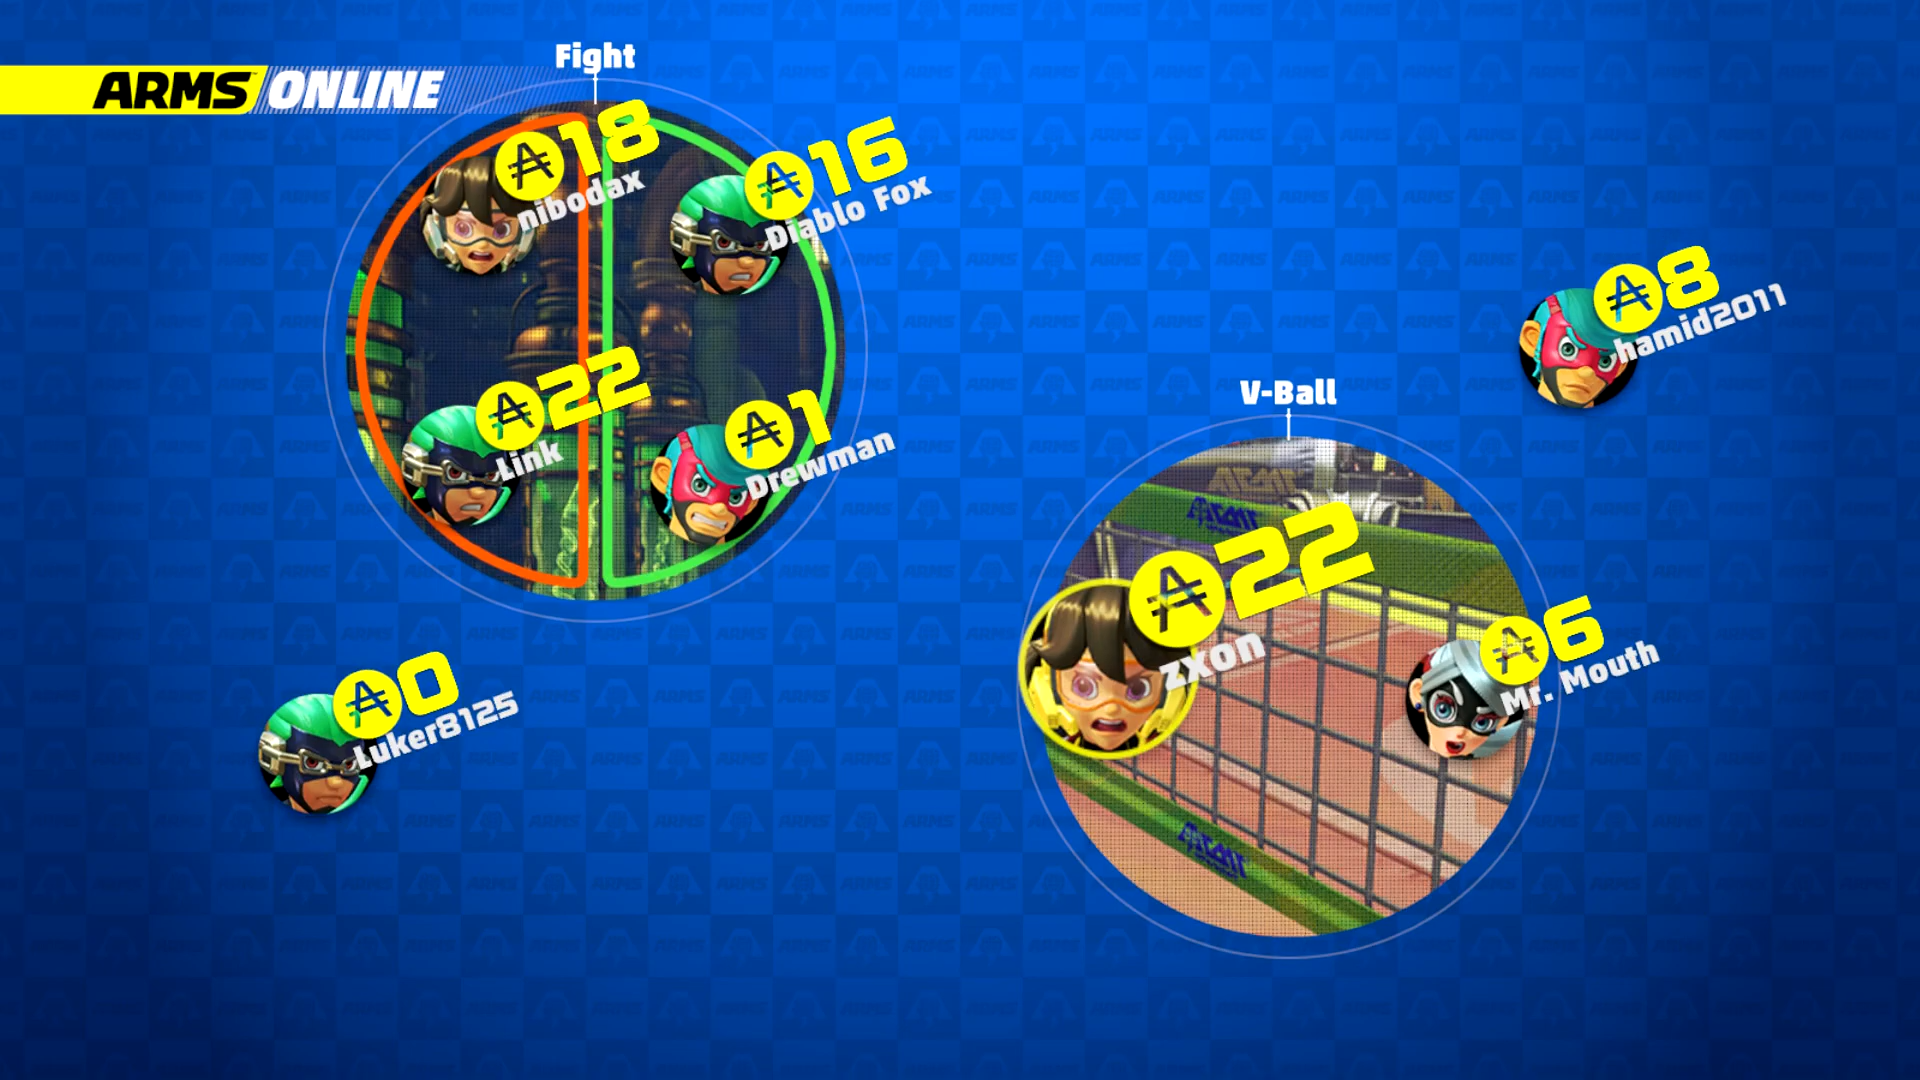 Fight
ARMS ONLINE
18
nibodax
16
Diablo Fox
8
hamid2011
22
Link
1
Drewman
V-Ball
22
zxon
6
Mr. Mouth
0
Luker8125